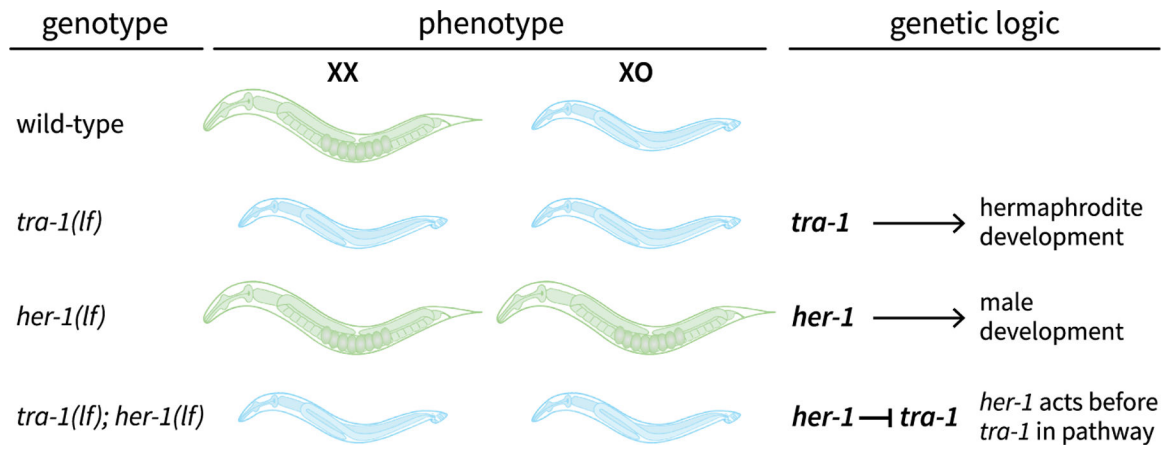 genotype phenotype genetic logic
XX XO
wild-type
tra-1(lf) tra-1 hermaphrodite
development
her-1(lf) her-1 male
development
tra-1(lf); her-1(lf) her-1 tra-1 her-1 acts before
tra-1 in pathway